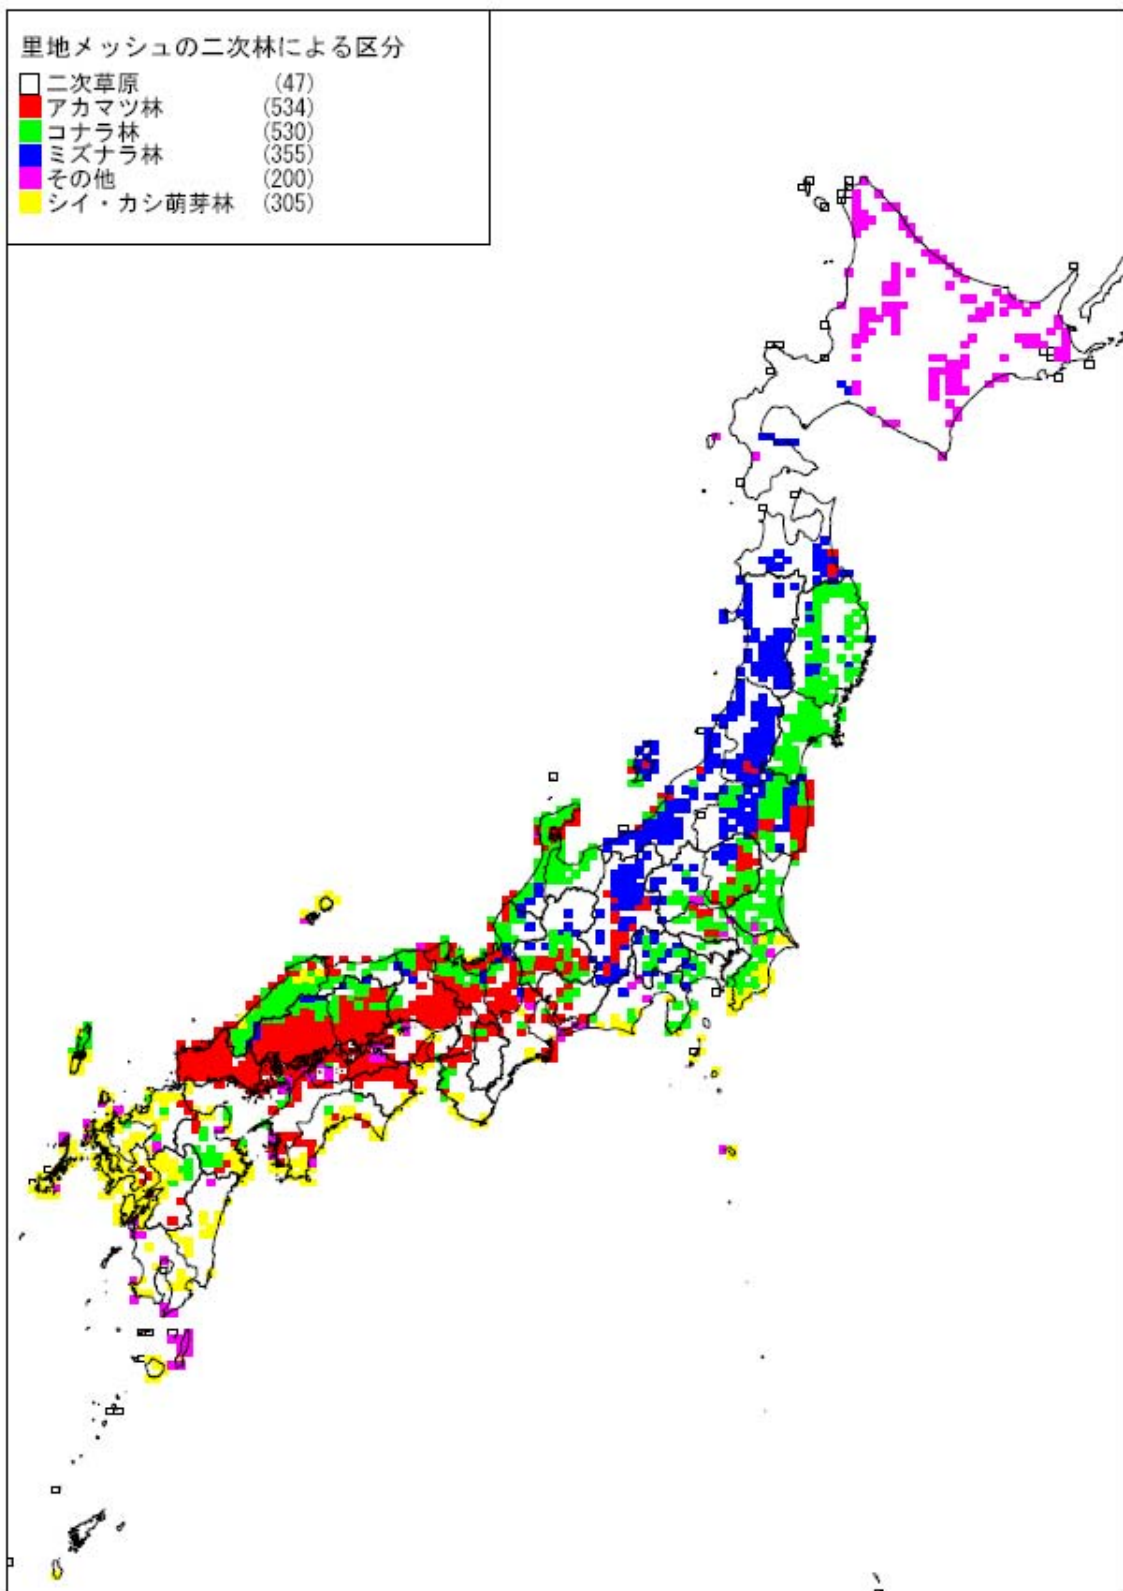 里地メッシュの二次林による区分
二次草原 (47)
アカマツ林 (534)
コナラ林 (530)
ミズナラ林 (355)
その他 (200)
シイ・カシ萌芽林 (305)